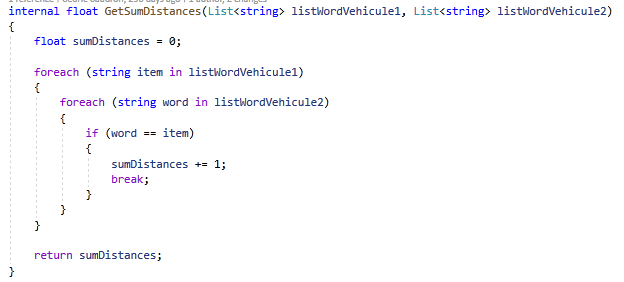 internal float GetSumDistances(List<string> listWordVehicule1, List<string> listWordVehicule2)
{
    float sumDistances = 0;

    foreach (string item in listWordVehicule1)
    {
        foreach (string word in listWordVehicule2)
        {
            if (word == item)
            {
                sumDistances += 1;
                break;
            }
        }
    }

    return sumDistances;
}